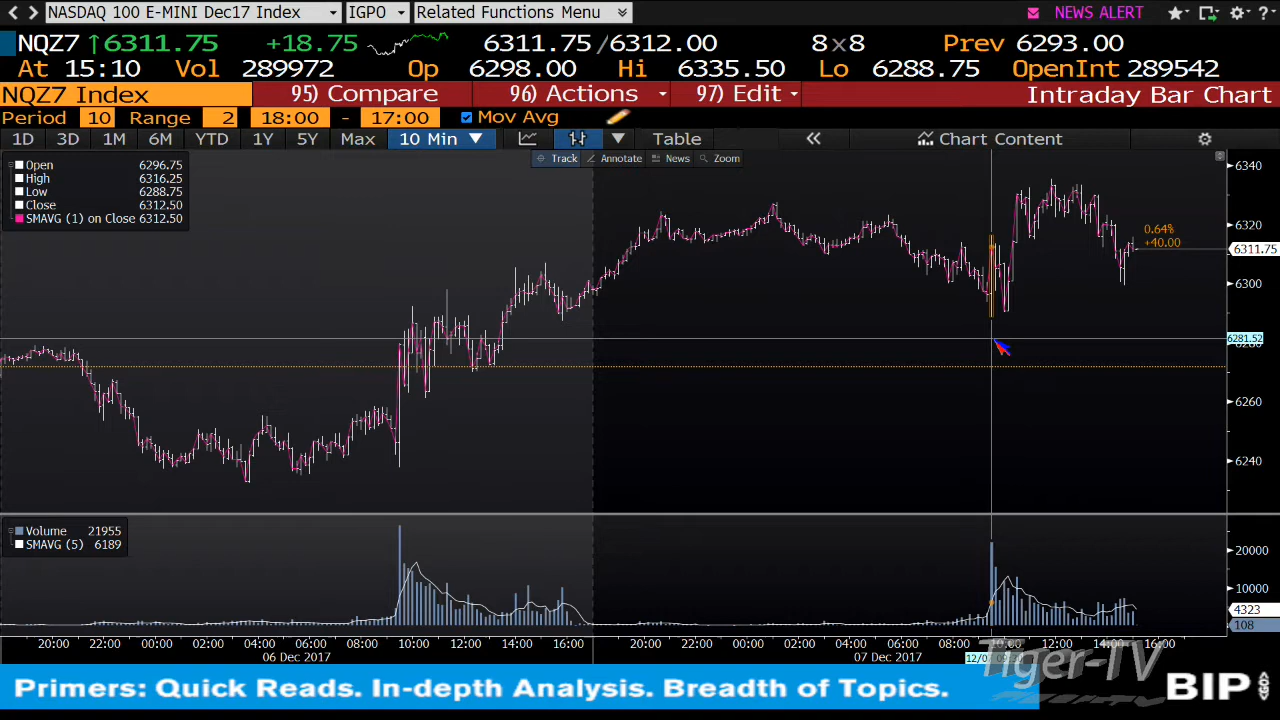 NASDAQ 100 E-MINI Dec17 Index IGPO Related Functions Menu NEWS ALERT ?
NQZ7 ↑6311.75 +18.75 6311.75/6312.00 8x8 Prev 6293.00
At 15:10 Vol 289972 Op 6298.00 Hi 6335.50 Lo 6288.75 OpenInt 289542
NQZ7 Index 95) Compare 96) Actions 97) Edit Intraday Bar Chart
Period 10 Range 2 18:00 - 17:00 Mov Avg
1D 3D 1M 6M YTD 1Y 5Y Max 10 Min Table « Chart Content
Track Annotate News Zoom
Open 6296.75
High 6316.25
Low 6288.75
Close 6312.50
SMAVG (1) on Close 6312.50
6340
6320
0.64%
+40.00
6311.75
6300
6281.52
6280
6260
6240
Volume 21955
SMAVG (5) 6189
20000
10000
4323
108
20:00 22:00 00:00 02:00 04:00 06:00 08:00 10:00 12:00 14:00 16:00 20:00 22:00 00:00 02:00 04:00 06:00 08:00 10:00 12:00 14:00 16:00
06 Dec 2017 07 Dec 2017
Tiger-TV
Primers: Quick Reads. In-depth Analysis. Breadth of Topics.
BIP